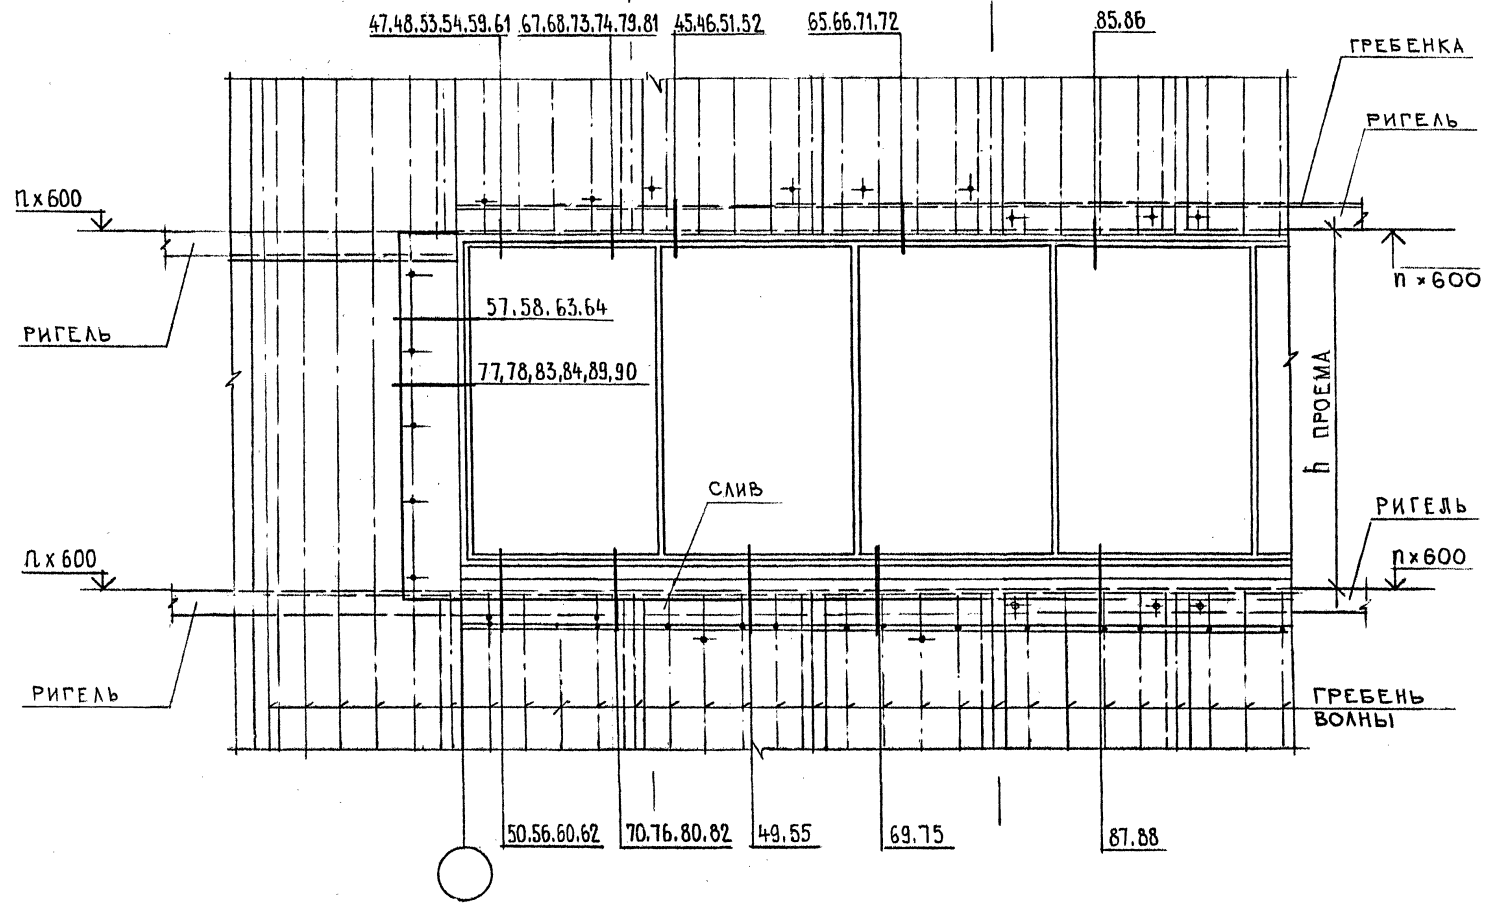 47.48.53.54.59.61 67.68.73.74.79.81 45.46.51.52 65.66.71.72 85.86
ГРЕБЕНКА
РИГЕЛЬ
n×600
n×600
РИГЕЛЬ
57.58.63.64
77,78,83,84,89,90
h ПРОЕМА
СЛИВ
РИГЕЛЬ
n×600
n×600
РИГЕЛЬ
ГРЕБЕНЬ
ВОЛНЫ
50.56.60.62 70.76.80.82 49.55 69.75 87.88